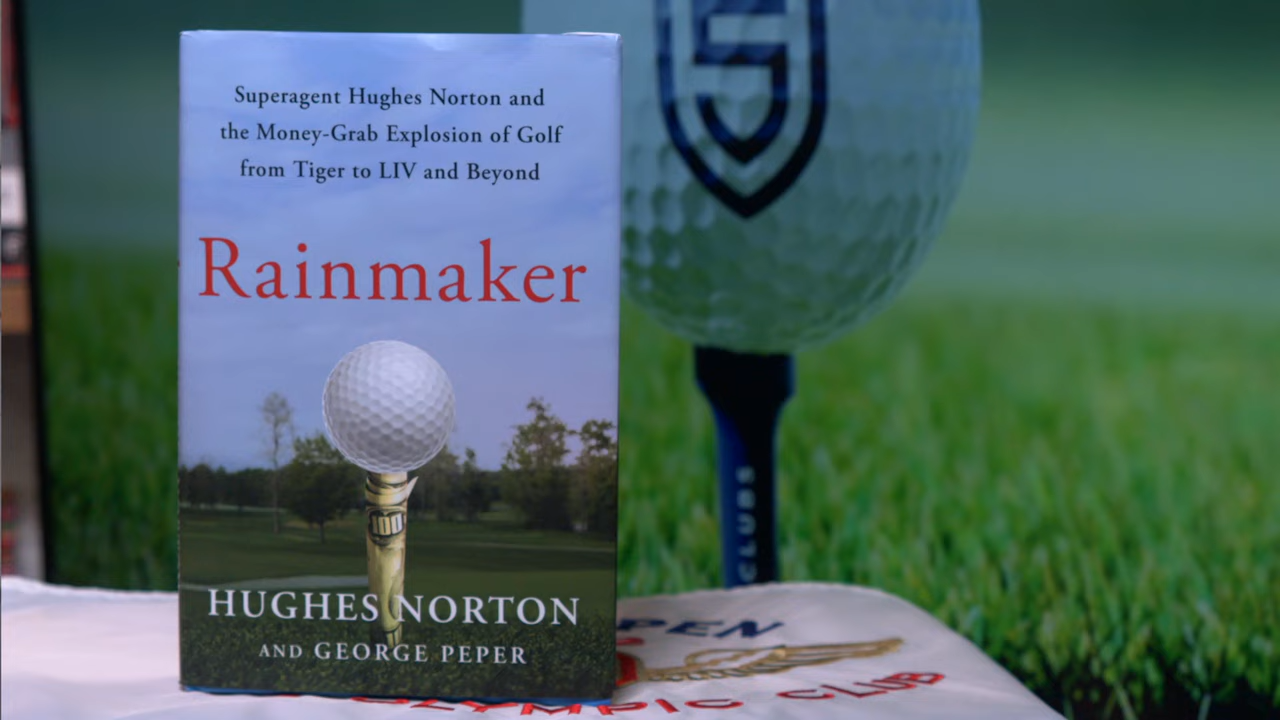 Superagent Hughes Norton and
the Money-Grab Explosion of Golf
from Tiger to LIV and Beyond
Rainmaker
HUGHES NORTON
AND GEORGE PEPER
CLUBS
OLYMPIC CLUB